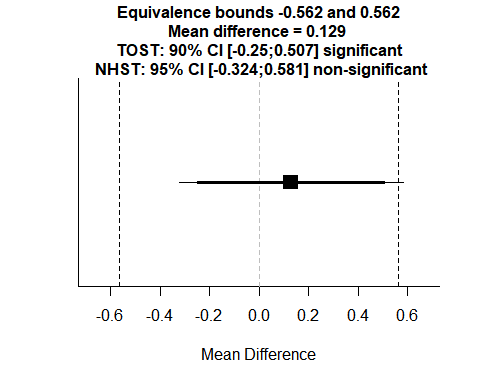 Equivalence bounds -0.562 and 0.562
Mean difference = 0.129
TOST: 90% CI [-0.25;0.507] significant
NHST: 95% CI [-0.324;0.581] non-significant
-0.6 -0.4 -0.2 0.0 0.2 0.4 0.6
Mean Difference